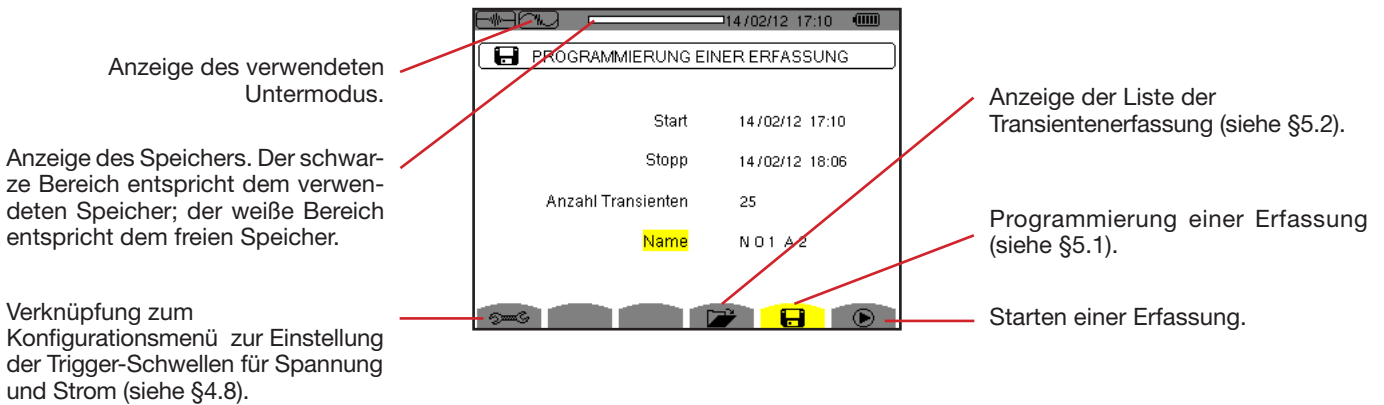 14/02/12 17:10
PROGRAMMIERUNG EINER ERFASSUNG
Start 14/02/12 17:10
Stopp 14/02/12 18:06
Anzahl Transienten 25
Name N01 A2
Anzeige des verwendeten
Untermodus.
Anzeige des Speichers. Der schwar-
ze Bereich entspricht dem verwen-
deten Speicher; der weiße Bereich
entspricht dem freien Speicher.
Verknüpfung zum
Konfigurationsmenü zur Einstellung
der Trigger-Schwellen für Spannung
und Strom (siehe §4.8).
Anzeige der Liste der
Transientenerfassung (siehe §5.2).
Programmierung einer Erfassung
(siehe §5.1).
Starten einer Erfassung.